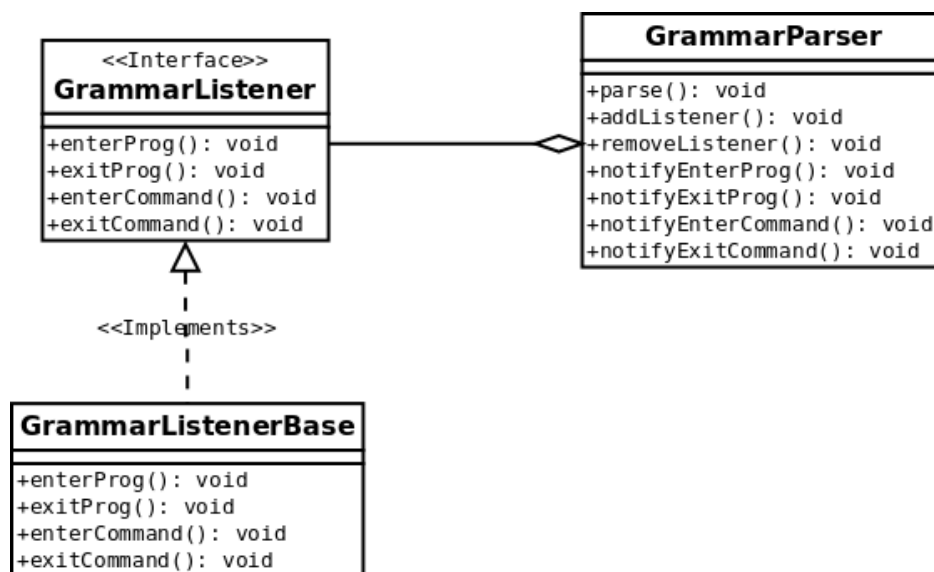 <<Interface>>
GrammarListener
+enterProg(): void
+exitProg(): void
+enterCommand(): void
+exitCommand(): void
GrammarParser
+parse(): void
+addListener(): void
+removeListener(): void
+notifyEnterProg(): void
+notifyExitProg(): void
+notifyEnterCommand(): void
+notifyExitCommand(): void
<<Implements>>
GrammarListenerBase
+enterProg(): void
+exitProg(): void
+enterCommand(): void
+exitCommand(): void